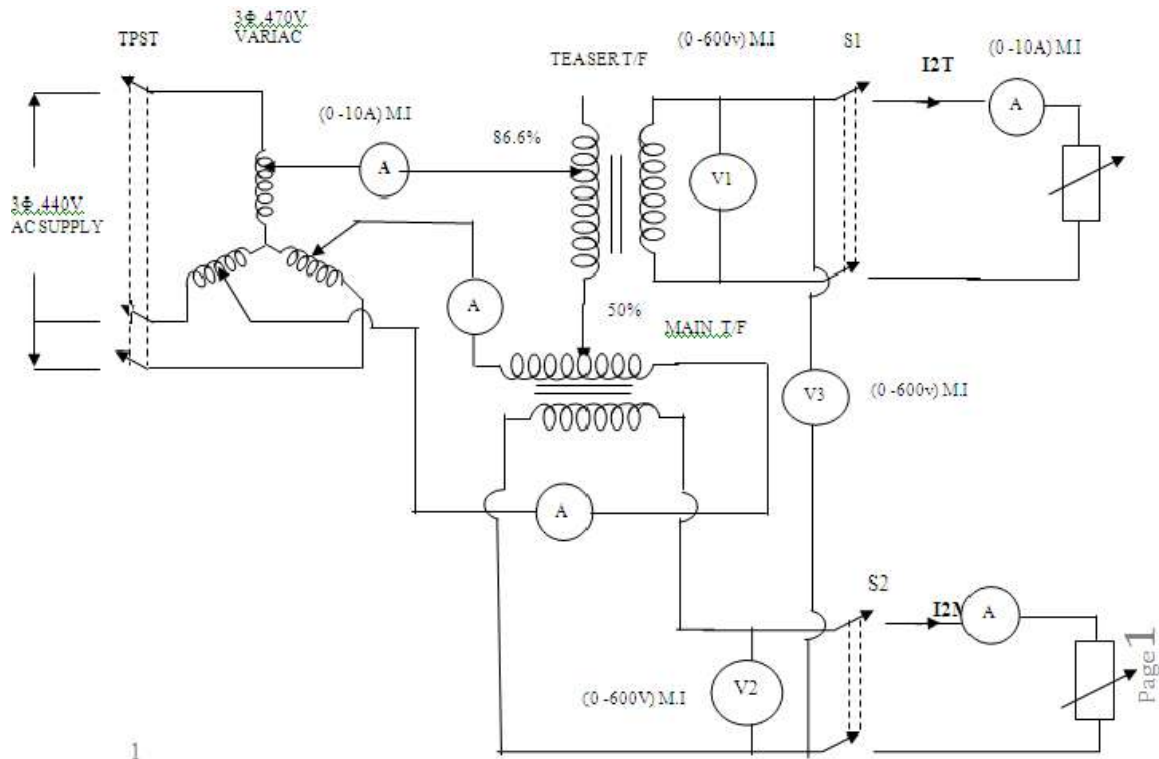 3Φ,470V
VARIAC
TPST
(0 -600v) M.I
S1
(0 -10A) M.I
I2T
TEASER T/F
A
(0 -10A) M.I
86.6%
A
V1
3Φ,440V
AC SUPPLY
A
50%
MAIN T/F
V3
(0 -600v) M.I
A
S2
A
(0 -600V) M.I
V2
Page 1
1